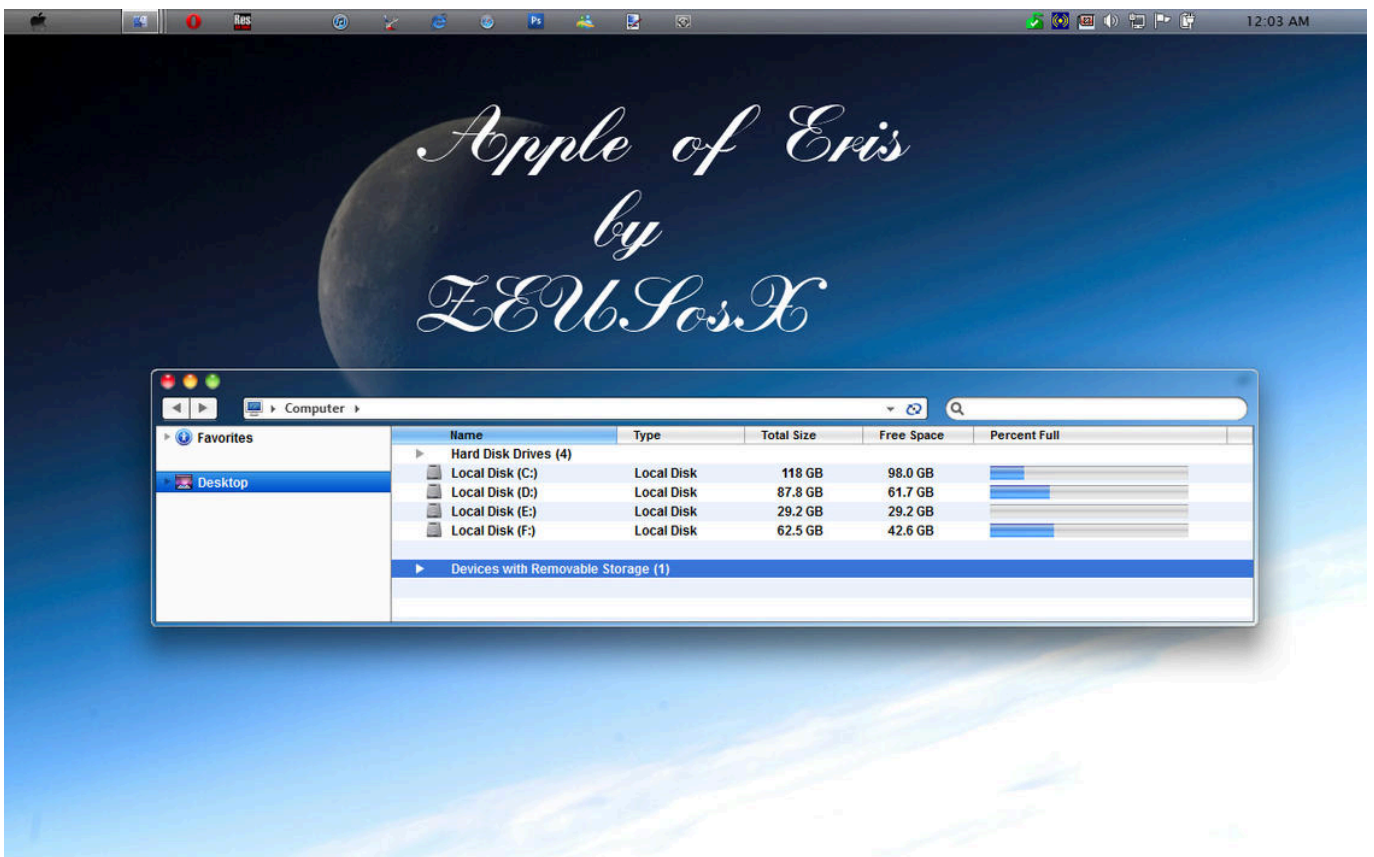 Res
Ps
12:03 AM
Apple of Eris
by
ZEUSosX
Computer
Favorites
Desktop
Name Type Total Size Free Space Percent Full
Hard Disk Drives (4)
Local Disk (C:) Local Disk 118 GB 98.0 GB
Local Disk (D:) Local Disk 87.8 GB 61.7 GB
Local Disk (E:) Local Disk 29.2 GB 29.2 GB
Local Disk (F:) Local Disk 62.5 GB 42.6 GB
Devices with Removable Storage (1)